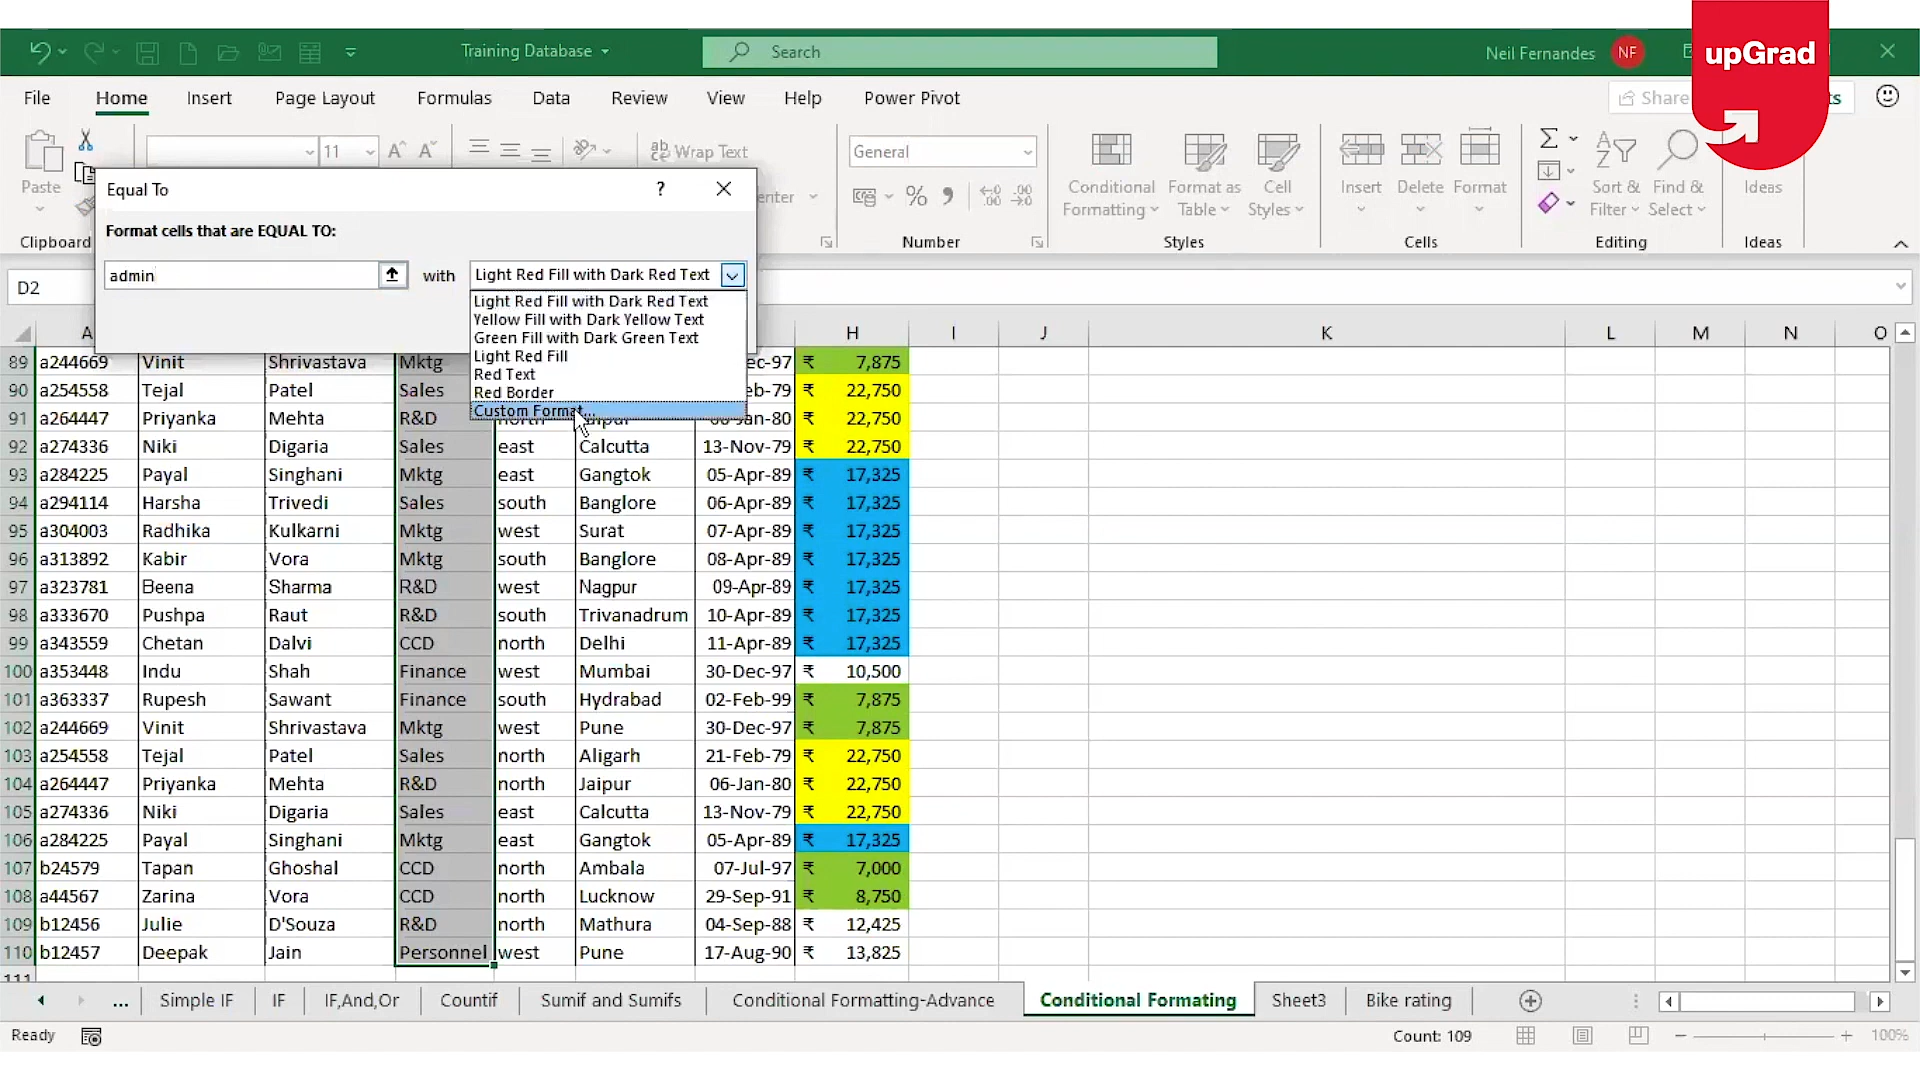 upGrad
Training Database
Search
Neil Fernandes
NF
File Home Insert Page Layout Formulas Data Review View Help Power Pivot
Share
ts
11
ab Wrap Text
General
Paste
enter
Conditional Formatting
Format as Table
Cell Styles
Insert
Delete
Format
Sort & Filter
Find & Select
Ideas
Clipboard
Number
Styles
Cells
Editing
Ideas
Equal To
? 
Format cells that are EQUAL TO:
admin
with
Light Red Fill with Dark Red Text
Light Red Fill with Dark Red Text
Yellow Fill with Dark Yellow Text
Green Fill with Dark Green Text
Light Red Fill
Red Text
Red Border
Custom Format...
D2
A H I J K L M N O
89 a244669 Vinit Shrivastava Mktg ec-97 ₹ 7,875
90 a254558 Tejal Patel Sales eb-79 ₹ 22,750
91 a264447 Priyanka Mehta R&D north Jaipur 06-Jan-80 ₹ 22,750
92 a274336 Niki Digaria Sales east Calcutta 13-Nov-79 ₹ 22,750
93 a284225 Payal Singhani Mktg east Gangtok 05-Apr-89 ₹ 17,325
94 a294114 Harsha Trivedi Sales south Banglore 06-Apr-89 ₹ 17,325
95 a304003 Radhika Kulkarni Mktg west Surat 07-Apr-89 ₹ 17,325
96 a313892 Kabir Vora Mktg south Banglore 08-Apr-89 ₹ 17,325
97 a323781 Beena Sharma R&D west Nagpur 09-Apr-89 ₹ 17,325
98 a333670 Pushpa Raut R&D south Trivanadrum 10-Apr-89 ₹ 17,325
99 a343559 Chetan Dalvi CCD north Delhi 11-Apr-89 ₹ 17,325
100 a353448 Indu Shah Finance west Mumbai 30-Dec-97 ₹ 10,500
101 a363337 Rupesh Sawant Finance south Hydrabad 02-Feb-99 ₹ 7,875
102 a244669 Vinit Shrivastava Mktg west Pune 30-Dec-97 ₹ 7,875
103 a254558 Tejal Patel Sales north Aligarh 21-Feb-79 ₹ 22,750
104 a264447 Priyanka Mehta R&D north Jaipur 06-Jan-80 ₹ 22,750
105 a274336 Niki Digaria Sales east Calcutta 13-Nov-79 ₹ 22,750
106 a284225 Payal Singhani Mktg east Gangtok 05-Apr-89 ₹ 17,325
107 b24579 Tapan Ghoshal CCD north Ambala 07-Jul-97 ₹ 7,000
108 a44567 Zarina Vora CCD north Lucknow 29-Sep-91 ₹ 8,750
109 b12456 Julie D'Souza R&D north Mathura 04-Sep-88 ₹ 12,425
110 b12457 Deepak Jain Personnel west Pune 17-Aug-90 ₹ 13,825
111
... Simple IF IF IF,And,Or Countif Sumif and Sumifs Conditional Formatting-Advance Conditional Formating Sheet3 Bike rating
Ready
Count: 109
100%